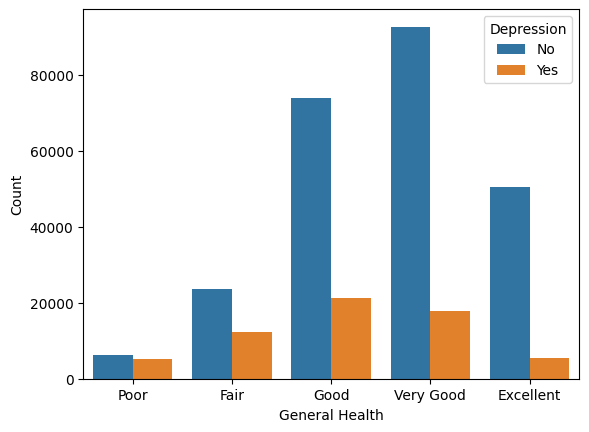 Depression
No
Yes
80000
60000
40000
20000
0
Count
Poor Fair Good Very Good Excellent
General Health